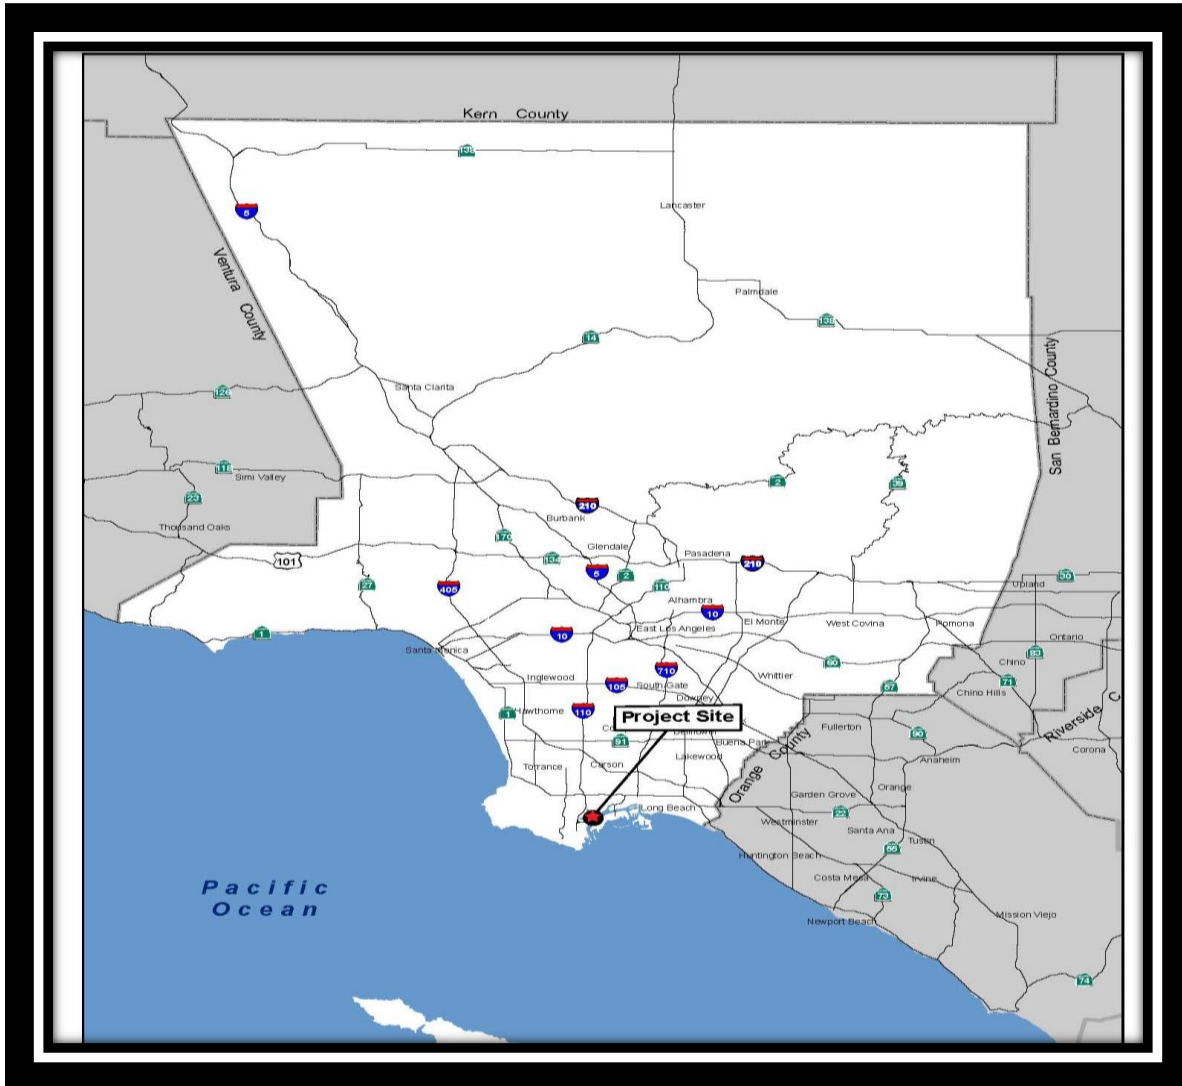 Kern County
138
Lancaster
5
Ventura County
Palmdale
138
14
San Bernardino County
Santa Clarita
126
118
Simi Valley
2
39
23
210
Thousand Oaks
Burbank
170
Glendale
134
Pasadena
101
5
2
210
30
27
405
110
Upland
Alhambra
10
1
10
East Los Angeles
El Monte
West Covina
Pomona
Ontario
Santa Monica
60
83
Chino
710
Inglewood
105
South Gate
Whittier
57
71
Chino Hills
Downey
1
Hawthorne
110
Project Site
Fullerton
90
Riverside C
91
Buena Park
Corona
Lakewood
Anaheim
Torrance
Carson
Orange County
Orange
Garden Grove
Long Beach
22
Westminster
Santa Ana
Tustin
55
Huntington Beach
Costa Mesa
Irvine
73
Pacific
Ocean
Newport Beach
Mission Viejo
74